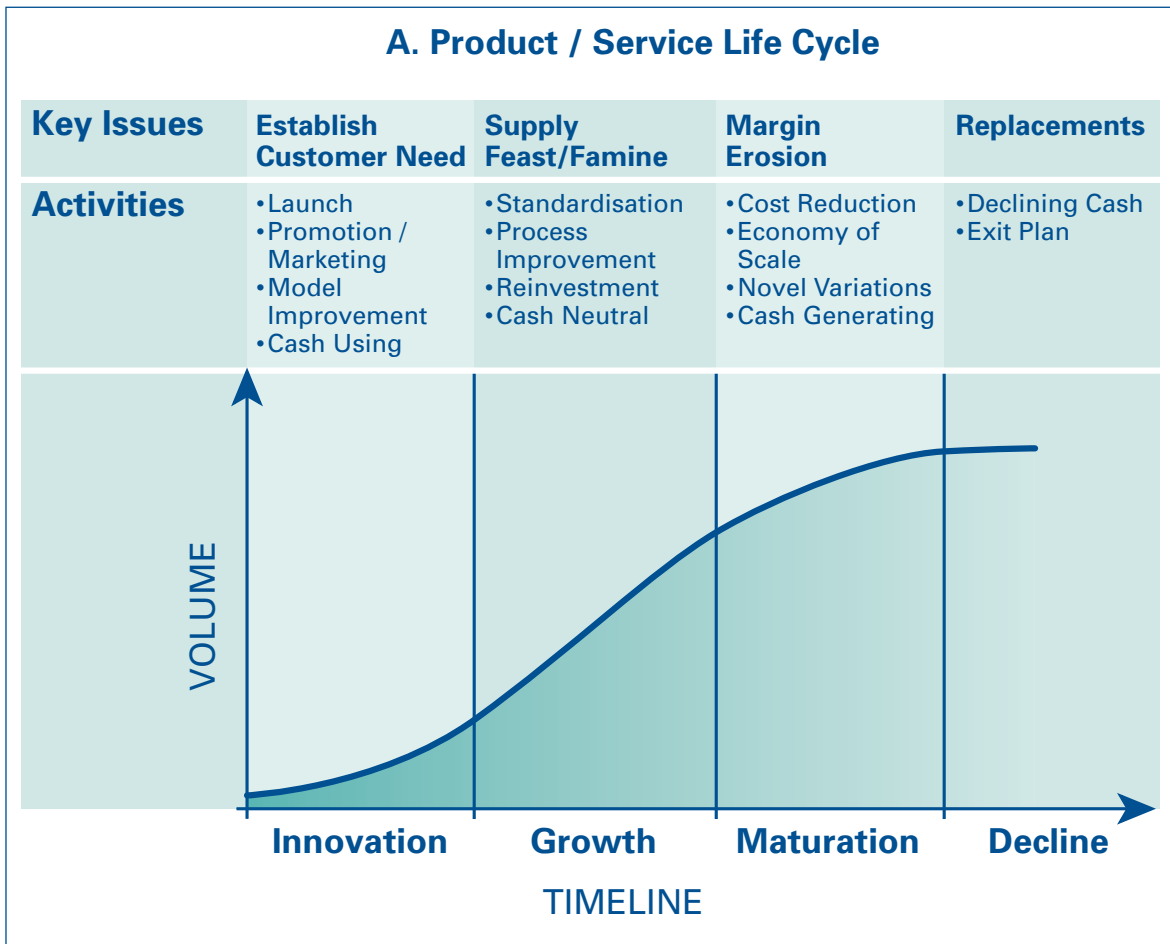 A. Product / Service Life Cycle
Key Issues
Establish
Customer Need
Supply
Feast/Famine
Margin
Erosion
Replacements
Activities
•Launch
•Promotion /
Marketing
•Model
Improvement
•Cash Using
•Standardisation
•Process
Improvement
•Reinvestment
•Cash Neutral
•Cost Reduction
•Economy of
Scale
•Novel Variations
•Cash Generating
•Declining Cash
•Exit Plan
VOLUME
Innovation
Growth
Maturation
Decline
TIMELINE